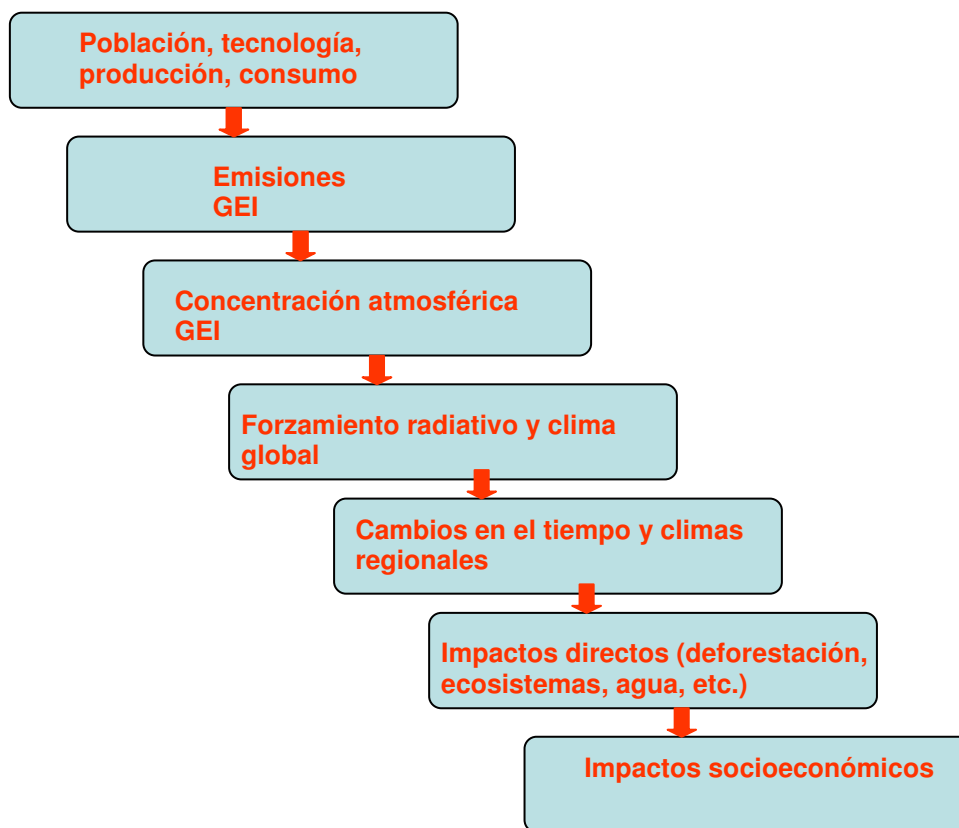 Población, tecnología,
producción, consumo
Emisiones
GEI
Concentración atmosférica
GEI
Forzamiento radiativo y clima
global
Cambios en el tiempo y climas
regionales
Impactos directos (deforestación,
ecosistemas, agua, etc.)
Impactos socioeconómicos